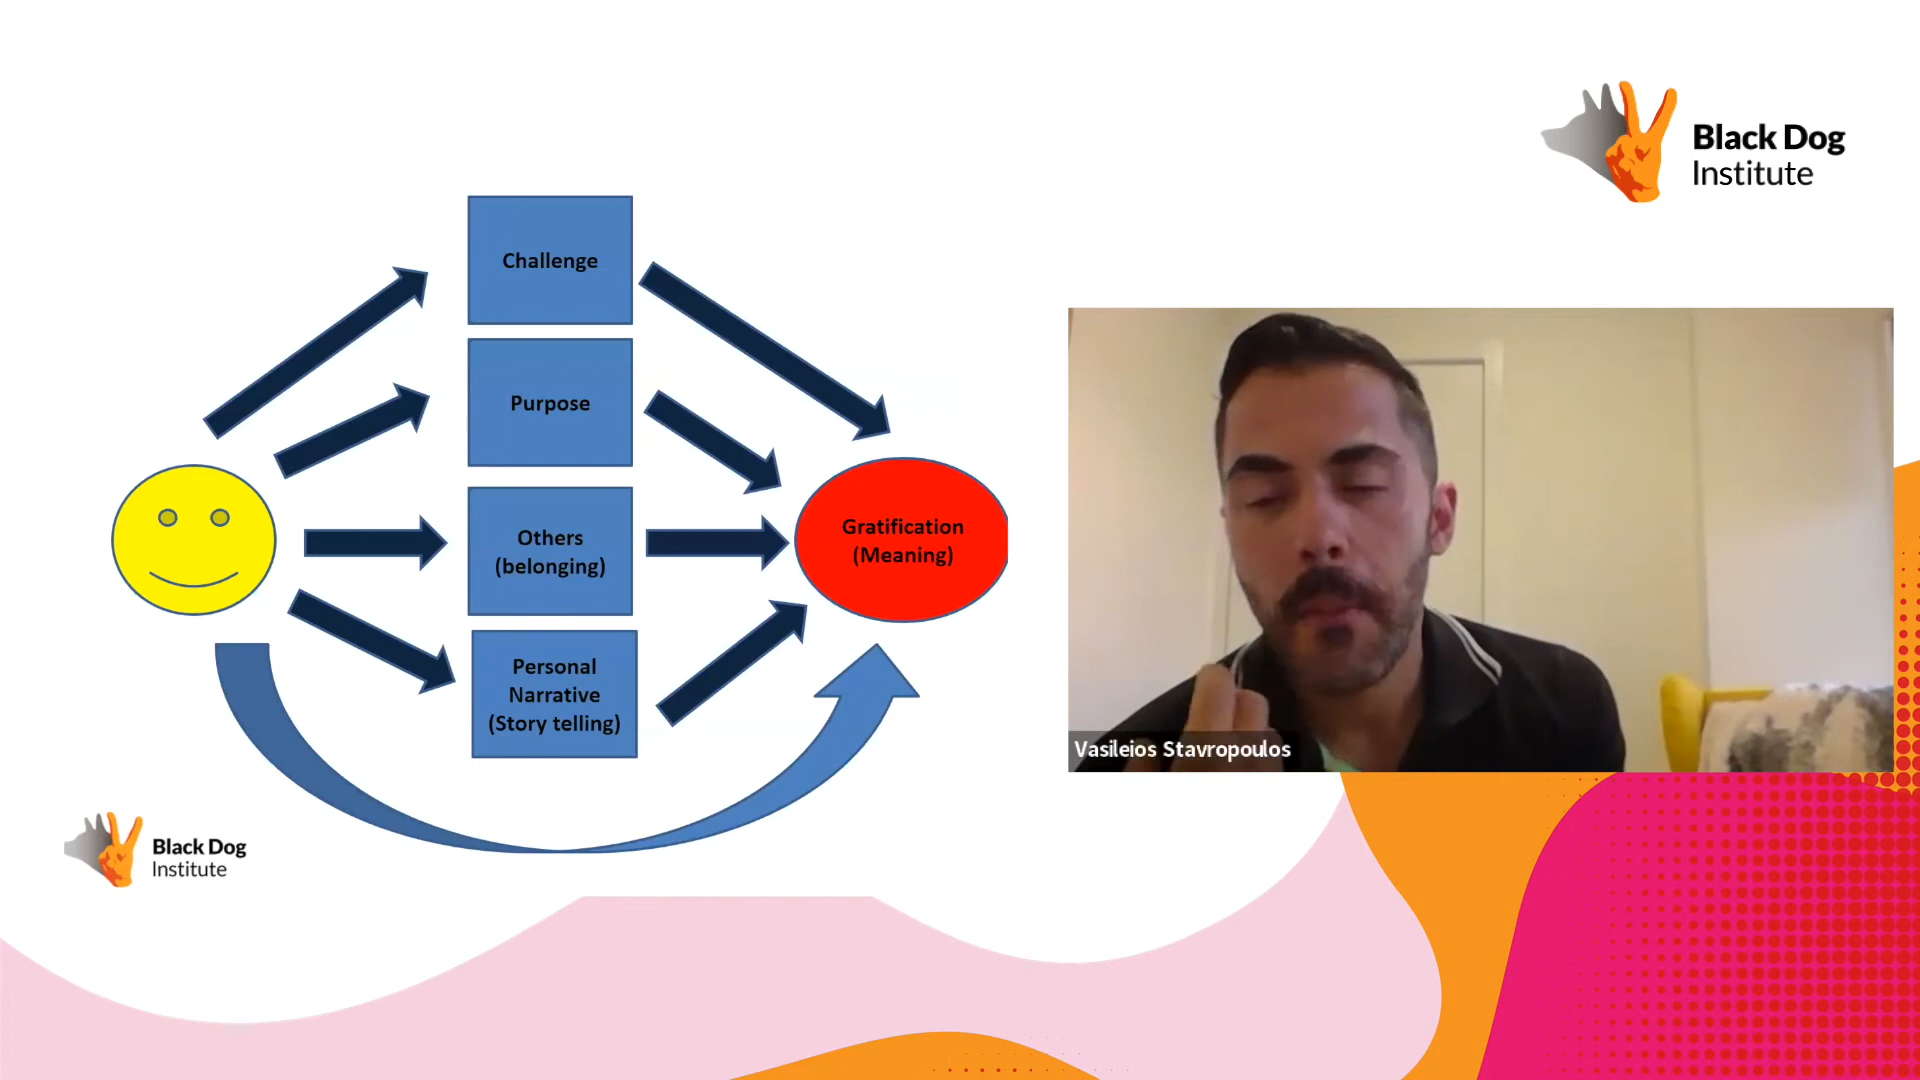 Black Dog
Institute
Challenge
Purpose
Others
(belonging)
Personal
Narrative
(Story telling)
Gratification
(Meaning)
Vasileios Stavropoulos
Black Dog
Institute